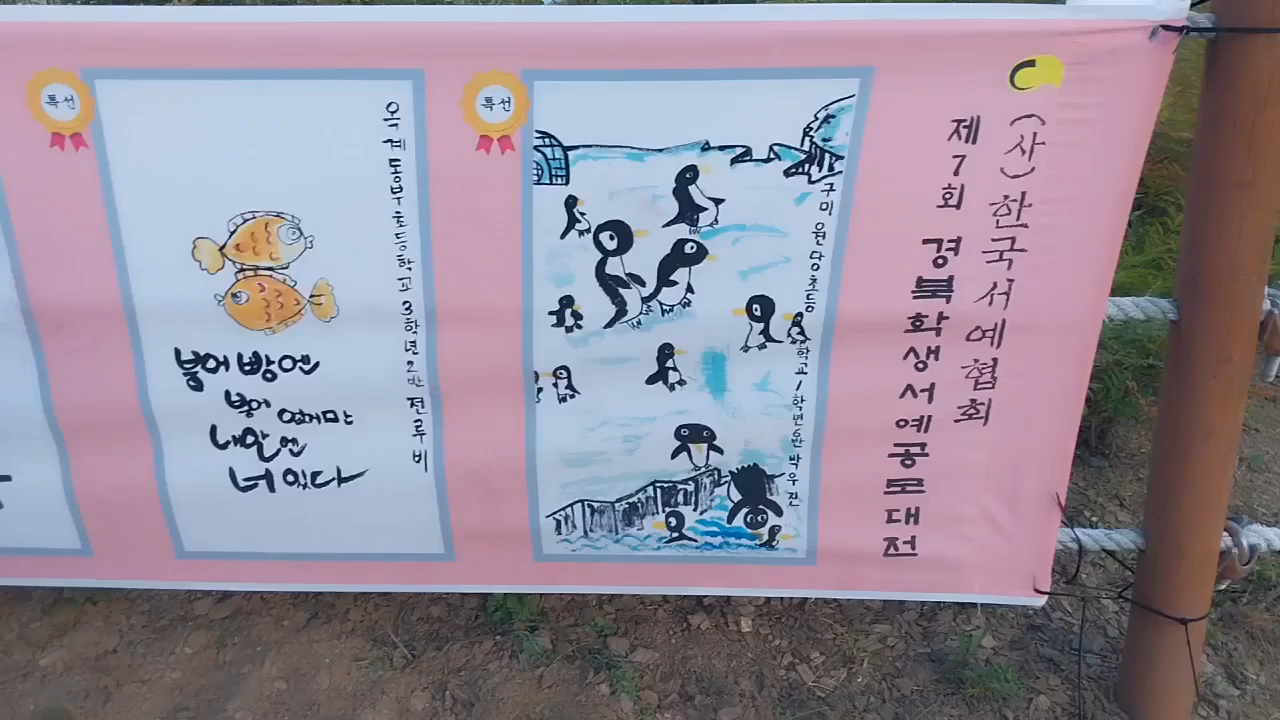 특선
옥계동부초등학교 3학년2반 전루비
붕어빵엔
붕어 없지만
내맘엔
너 있다
특선
구미 원당초등학교 1학년6반 박우진
(사)한국서예협회
제7회 경북학생서예공모대전